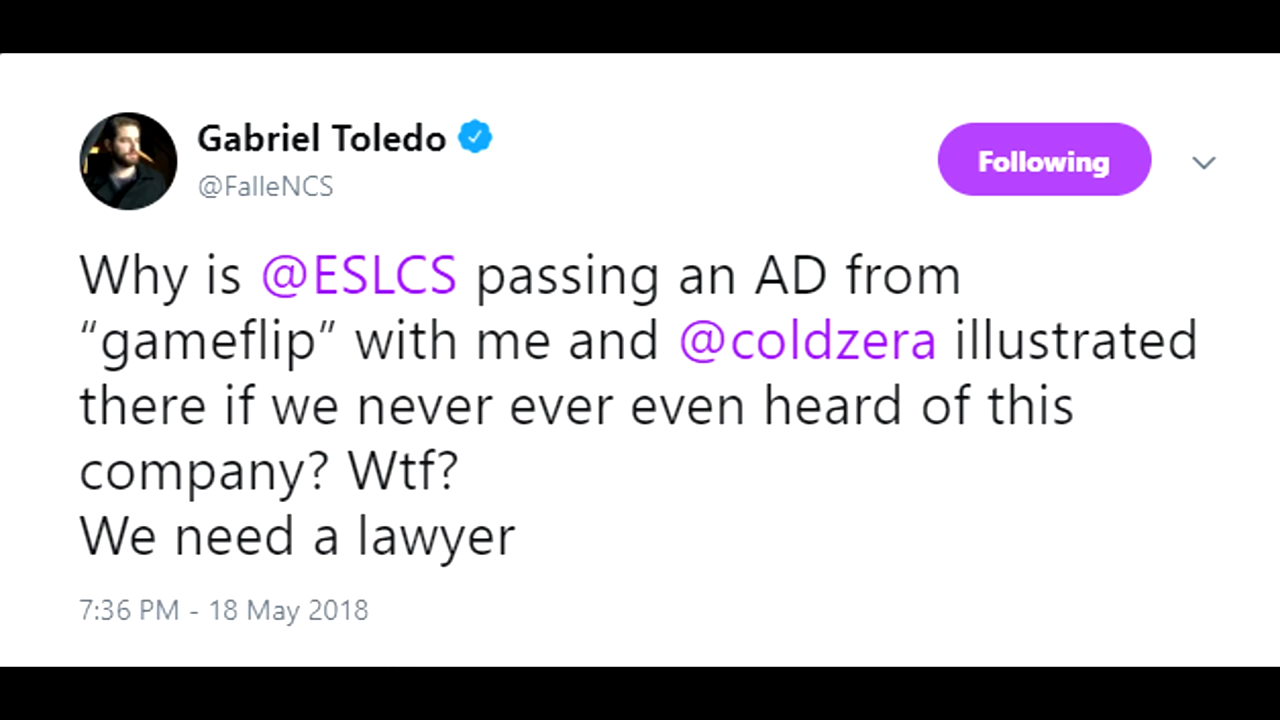 Gabriel Toledo
@FalleNCS
Following
Why is @ESLCS passing an AD from
“gameflip” with me and @coldzera illustrated
there if we never ever even heard of this
company? Wtf?
We need a lawyer
7:36 PM - 18 May 2018